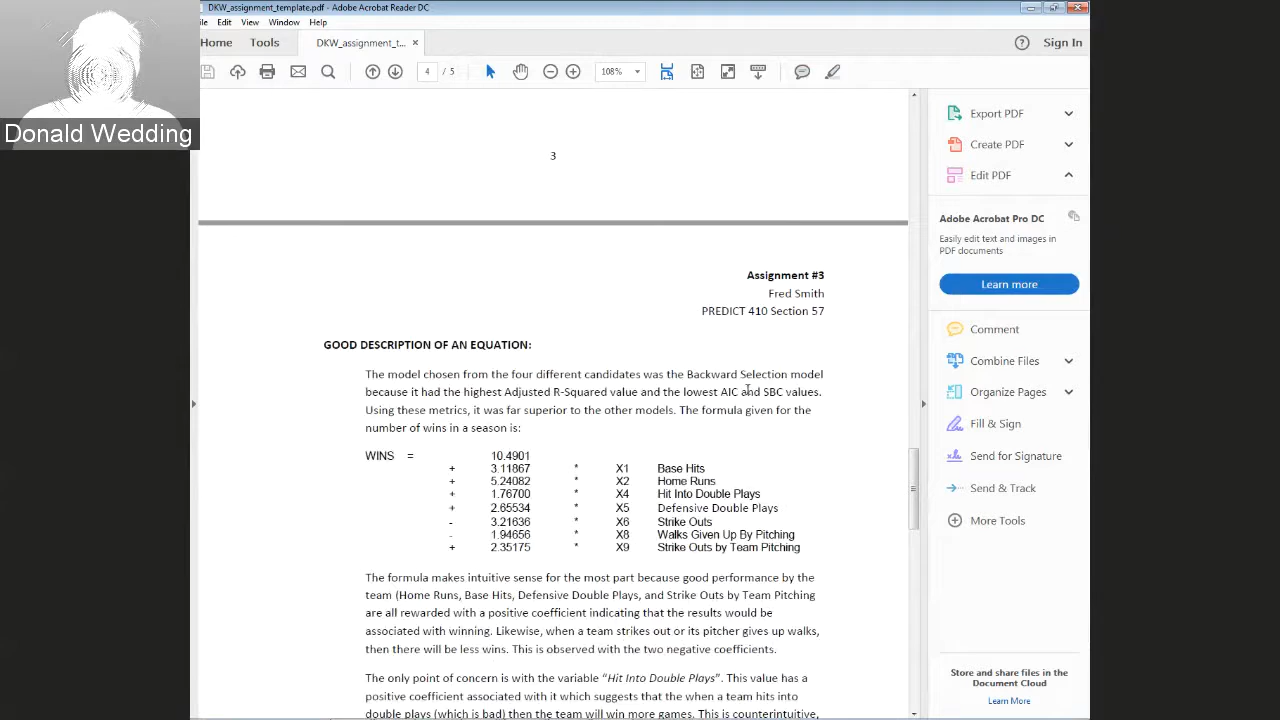 DKW_assignment_template.pdf - Adobe Acrobat Reader DC
ile Edit View Window Help
Home Tools DKW_assignment_t... × Sign In
4 / 5 108%
Donald Wedding
3
Assignment #3
Fred Smith
PREDICT 410 Section 57
GOOD DESCRIPTION OF AN EQUATION:
The model chosen from the four different candidates was the Backward Selection model
because it had the highest Adjusted R-Squared value and the lowest AIC and SBC values.
Using these metrics, it was far superior to the other models. The formula given for the
number of wins in a season is:
WINS = 10.4901
+ 3.11867 * X1 Base Hits
+ 5.24082 * X2 Home Runs
+ 1.76700 * X4 Hit Into Double Plays
+ 2.65534 * X5 Defensive Double Plays
- 3.21636 * X6 Strike Outs
- 1.94656 * X8 Walks Given Up By Pitching
+ 2.35175 * X9 Strike Outs by Team Pitching
The formula makes intuitive sense for the most part because good performance by the
team (Home Runs, Base Hits, Defensive Double Plays, and Strike Outs by Team Pitching
are all rewarded with a positive coefficient indicating that the results would be
associated with winning. Likewise, when a team strikes out or its pitcher gives up walks,
then there will be less wins. This is observed with the two negative coefficients.
The only point of concern is with the variable “Hit Into Double Plays”. This value has a
positive coefficient associated with it which suggests that the when a team hits into
double plays (which is bad) then the team will win more games. This is counterintuitive,
Export PDF
Create PDF
Edit PDF
Adobe Acrobat Pro DC
Easily edit text and images in
PDF documents
Learn more
Comment
Combine Files
Organize Pages
Fill & Sign
Send for Signature
Send & Track
More Tools
Store and share files in the
Document Cloud
Learn More